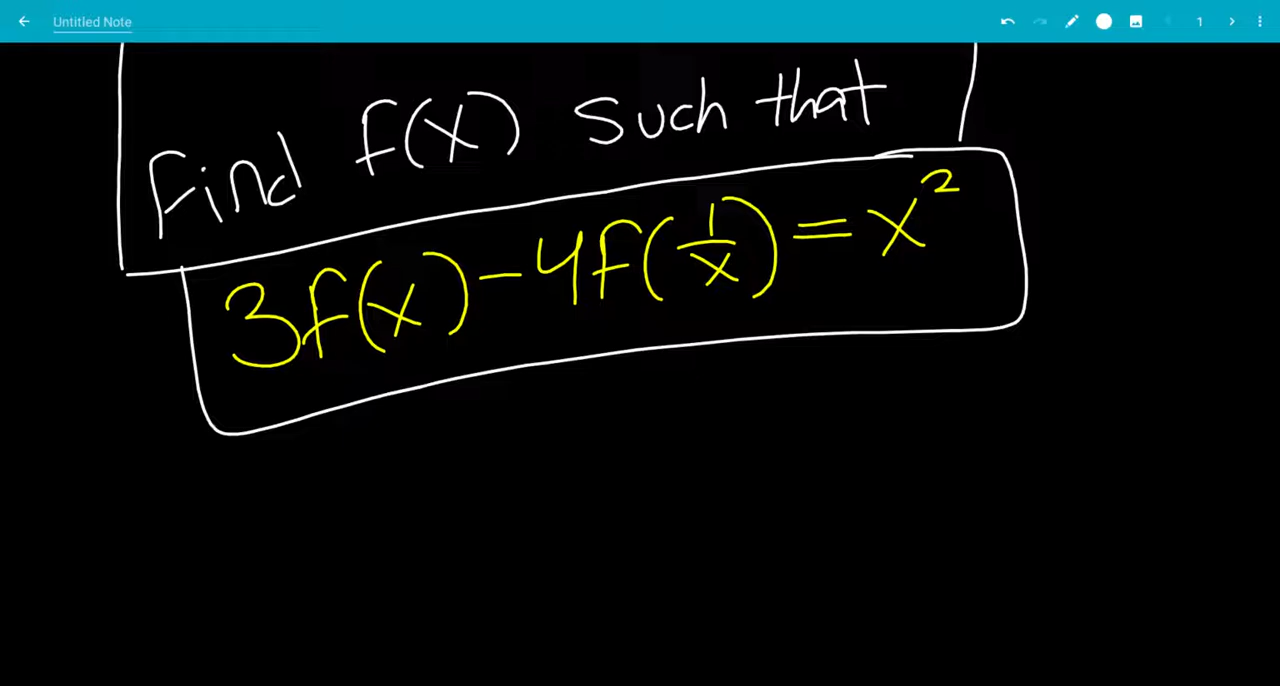 Untitled Note
1
Find f(x) such that
3f(x) - 4f(1/x) = x²